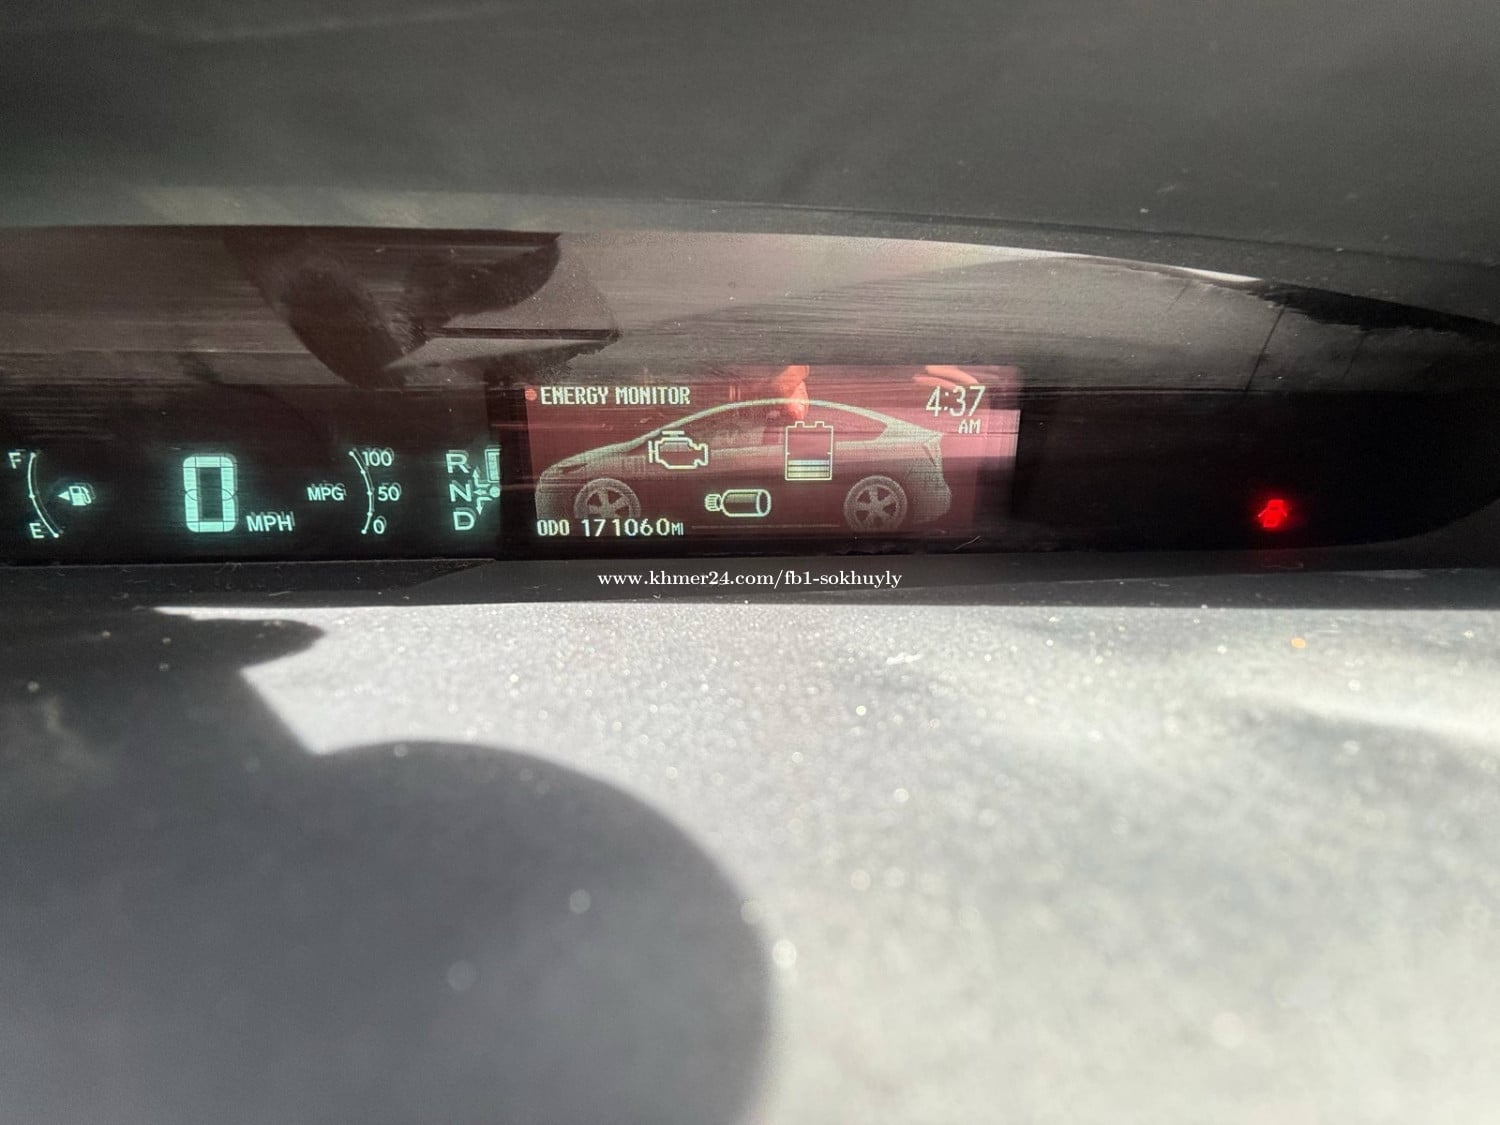 ENERGY MONITOR
4:37
AM
F
E
0
MPH
MPG
100
50
0
R
N
D
ODO 171060MI
www.khmer24.com/fb1-sokhuyly